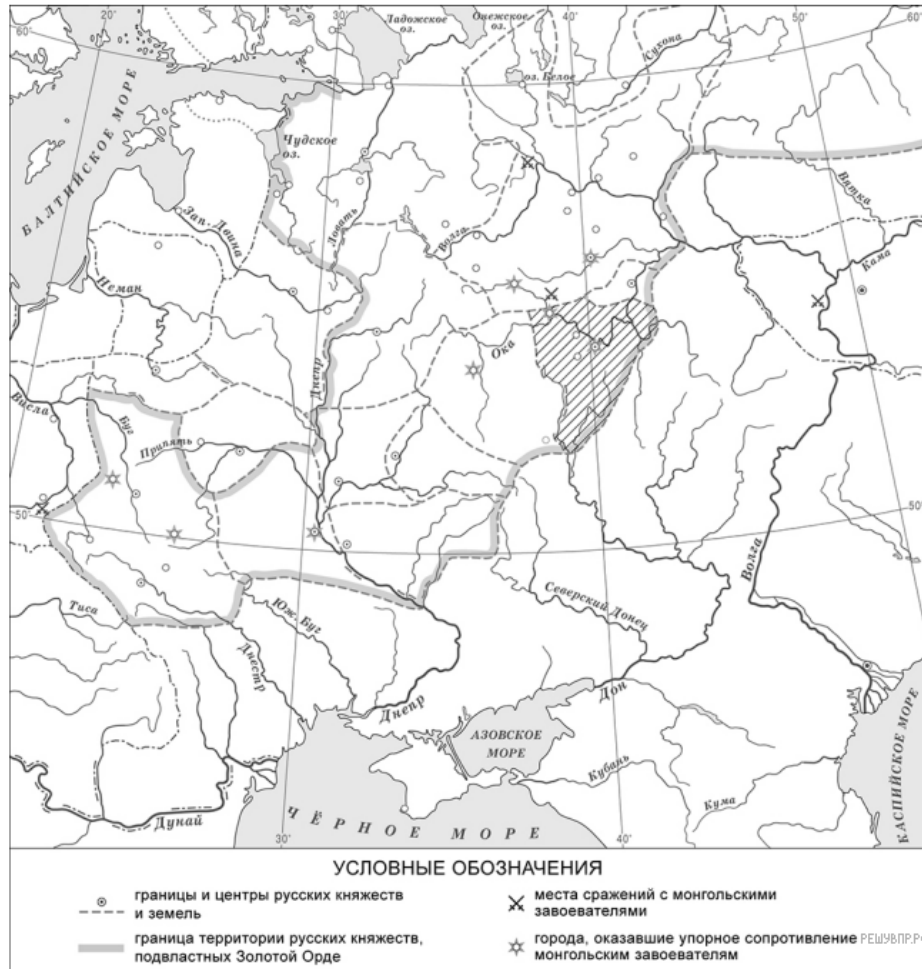 60°
20°
30°
Ладожское
оз.
Онежское
оз.
40°
50°
60°
Сухона
оз. Белое
БАЛТИЙСКОЕ МОРЕ
Чудское
оз.
Вятка
Зап. Двина
Ловать
Волга
Кама
Неман
Ока
Днепр
Висла
Буг
Припять
50°
50°
Волга
Тиса
Юж. Буг
Северский Донец
Днестр
Днепр
Дон
АЗОВСКОЕ
МОРЕ
Кубань
Кума
КАСПИЙСКОЕ МОРЕ
Дунай
30°
ЧЁРНОЕ МОРЕ
40°
УСЛОВНЫЕ ОБОЗНАЧЕНИЯ
границы и центры русских княжеств
и земель
граница территории русских княжеств,
подвластных Золотой Орде
места сражений с монгольскими
завоевателями
города, оказавшие упорное сопротивление
монгольским завоевателям
РЕШУВПР.РФ